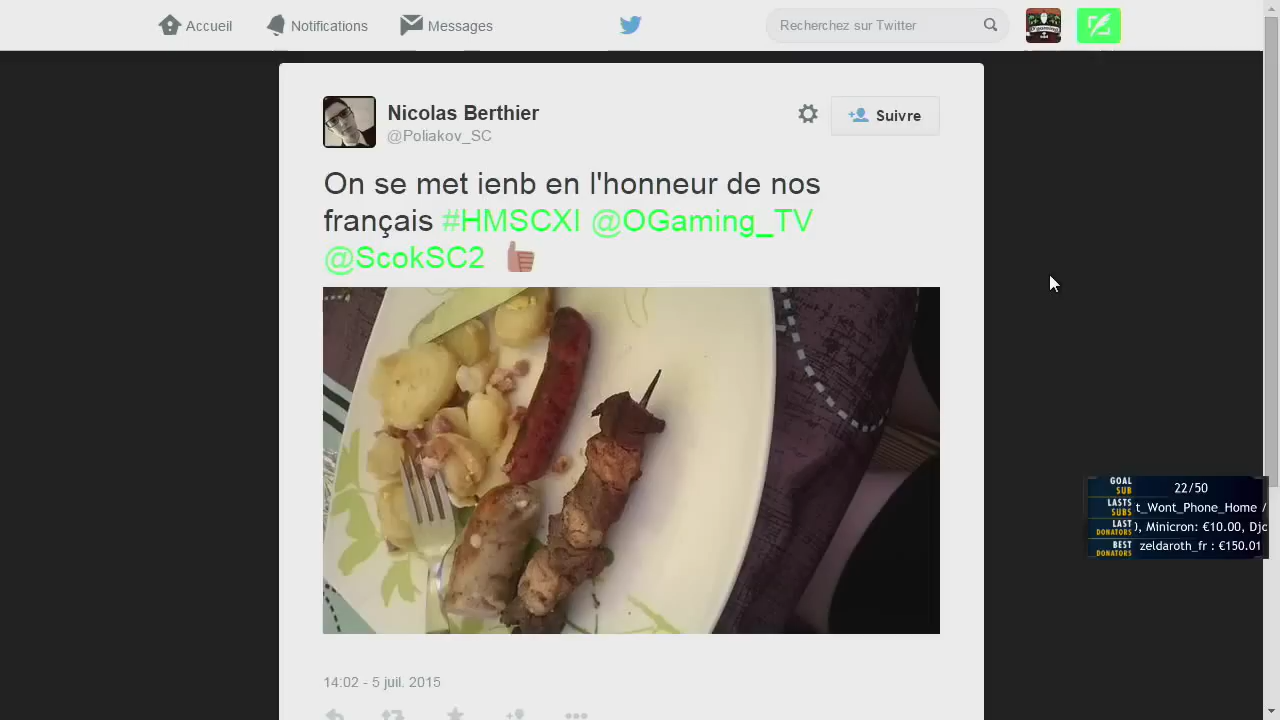 Accueil
Notifications
Messages
Recherchez sur Twitter
Nicolas Berthier
@Poliakov_SC
Suivre
On se met ienb en l'honneur de nos
français #HMSCXI @OGaming_TV
@ScokSC2
GOAL SUB 22/50
LASTS SUBS t_Wont_Phone_Home /
LAST DONATORS ), Minicron: €10.00, Djc
BEST DONATORS zeldaroth_fr : €150.01
14:02 - 5 juil. 2015